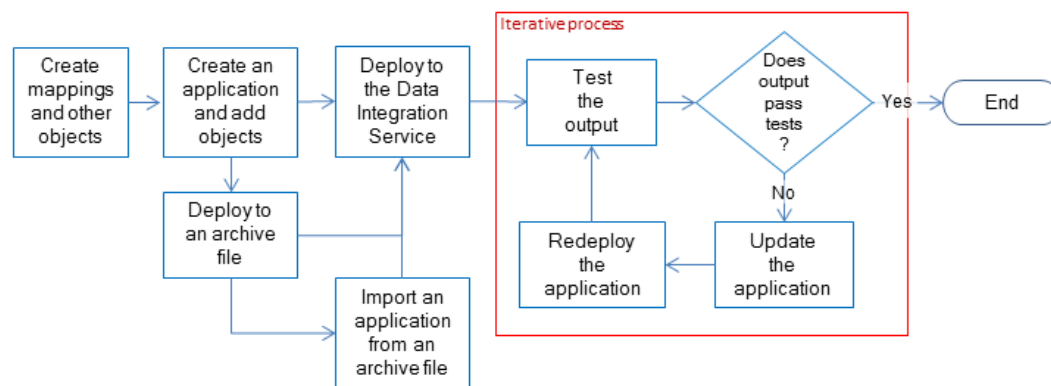 Iterative process
Create
mappings
and other
objects
Create an
application
and add
objects
Deploy to
the Data
Integration
Service
Test
the
output
Does
output
pass
tests
?
Yes
End
No
Deploy to
an archive
file
Redeploy
the
application
Update
the
application
Import an
application
from an
archive file